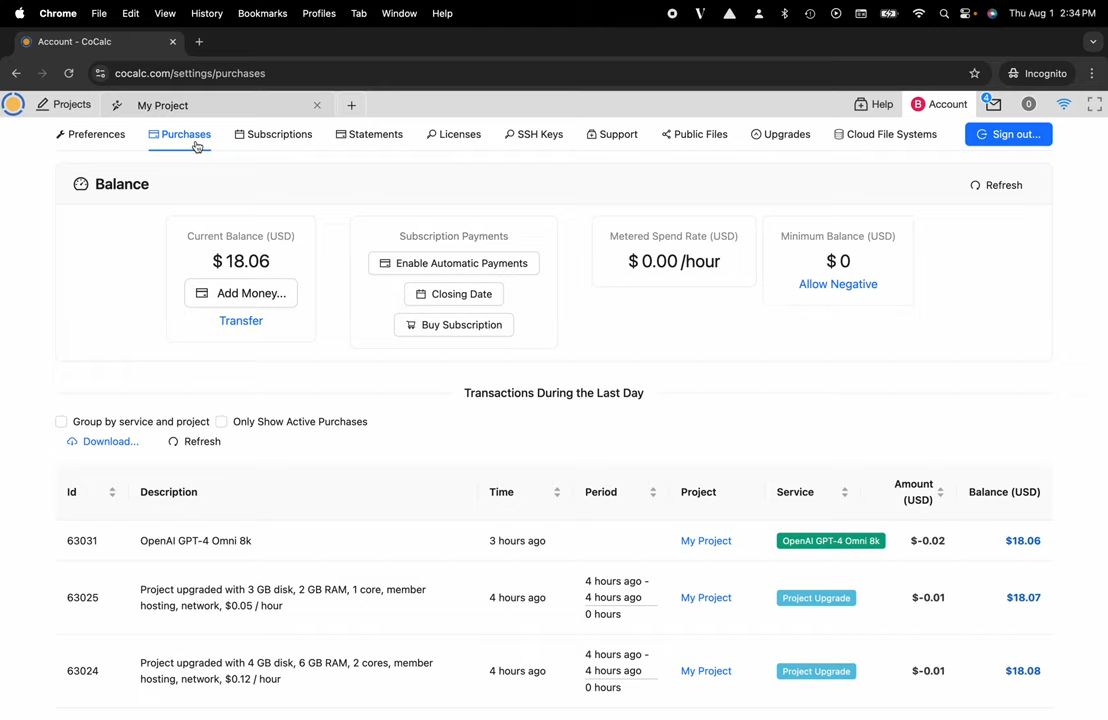 Chrome File Edit View History Bookmarks Profiles Tab Window Help Thu Aug 1 2:34 PM
Account - CoCalc
cocalc.com/settings/purchases Incognito
Projects My Project Help B Account 4 0
Preferences Purchases Subscriptions Statements Licenses SSH Keys Support Public Files Upgrades Cloud File Systems Sign out...
Balance Refresh
Current Balance (USD) Subscription Payments Metered Spend Rate (USD) Minimum Balance (USD)
$ 18.06 Enable Automatic Payments $ 0.00 /hour $ 0
Add Money... Closing Date Allow Negative
Transfer Buy Subscription
Transactions During the Last Day
Group by service and project Only Show Active Purchases
Download... Refresh
Id Description Time Period Project Service Amount (USD) Balance (USD)
63031 OpenAI GPT-4 Omni 8k 3 hours ago My Project OpenAI GPT-4 Omni 8k $-0.02 $18.06
63025 Project upgraded with 3 GB disk, 2 GB RAM, 1 core, member
hosting, network, $0.05 / hour 4 hours ago 4 hours ago -
4 hours ago
0 hours My Project Project Upgrade $-0.01 $18.07
63024 Project upgraded with 4 GB disk, 6 GB RAM, 2 cores, member
hosting, network, $0.12 / hour 4 hours ago 4 hours ago -
4 hours ago
0 hours My Project Project Upgrade $-0.01 $18.08